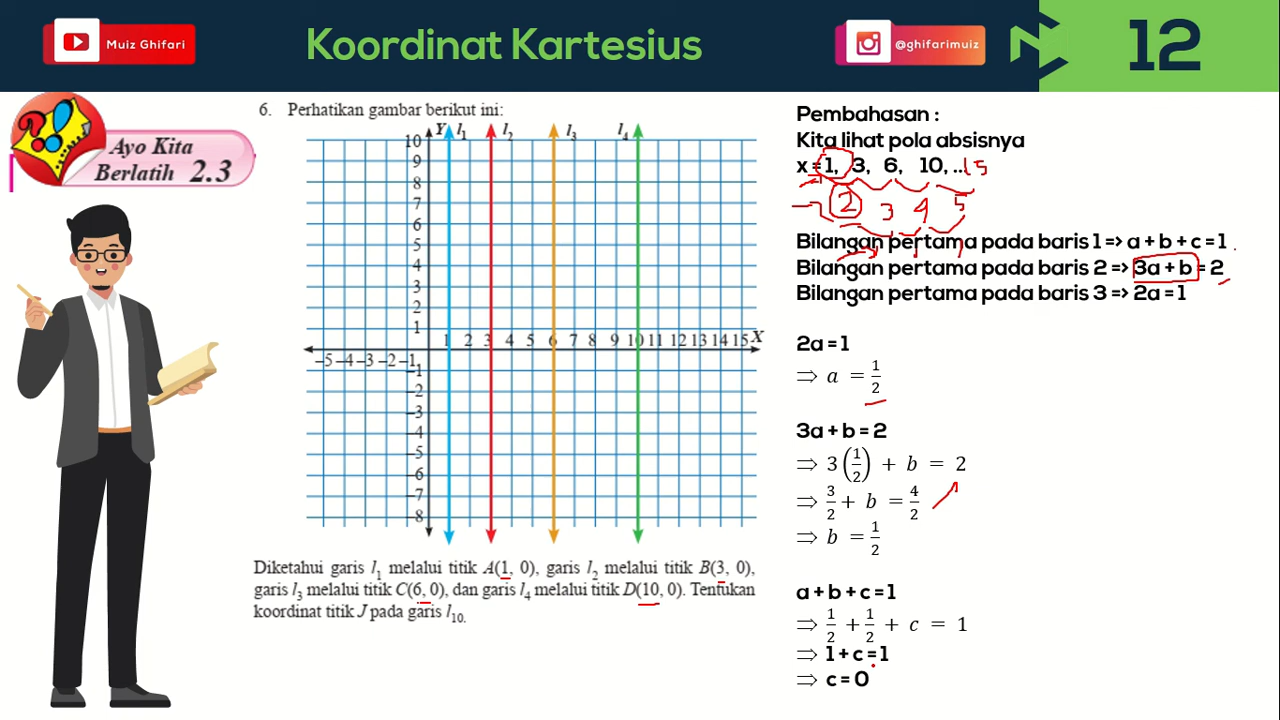 Muiz Ghifari
Koordinat Kartesius
@ghifarimuiz
12
?!
Ayo Kita
Berlatih 2.3
6. Perhatikan gambar berikut ini:
Y l₁ l₂ l₃ l₄
10
9
8
7
6
5
4
3
2
1
1 2 3 4 5 6 7 8 9 10 11 12 13 14 15 X
−5 −4 −3 −2 −1
−1
−2
−3
−4
−5
−6
−7
8
Diketahui garis l₁ melalui titik A(1, 0), garis l₂ melalui titik B(3, 0),
garis l₃ melalui titik C(6, 0), dan garis l₄ melalui titik D(10, 0). Tentukan
koordinat titik J pada garis l₁₀.
Pembahasan :
Kita lihat pola absisnya
x = 1, 3, 6, 10, ...15
2 3 4 5
1 1 1
Bilangan pertama pada baris 1 => a + b + c = 1
Bilangan pertama pada baris 2 => 3a + b = 2
Bilangan pertama pada baris 3 => 2a = 1
2a = 1
⇒ a = 1/2
3a + b = 2
⇒ 3(1/2) + b = 2
⇒ 3/2 + b = 4/2
⇒ b = 1/2
a + b + c = 1
⇒ 1/2 + 1/2 + c = 1
⇒ 1 + c = 1
⇒ c = 0